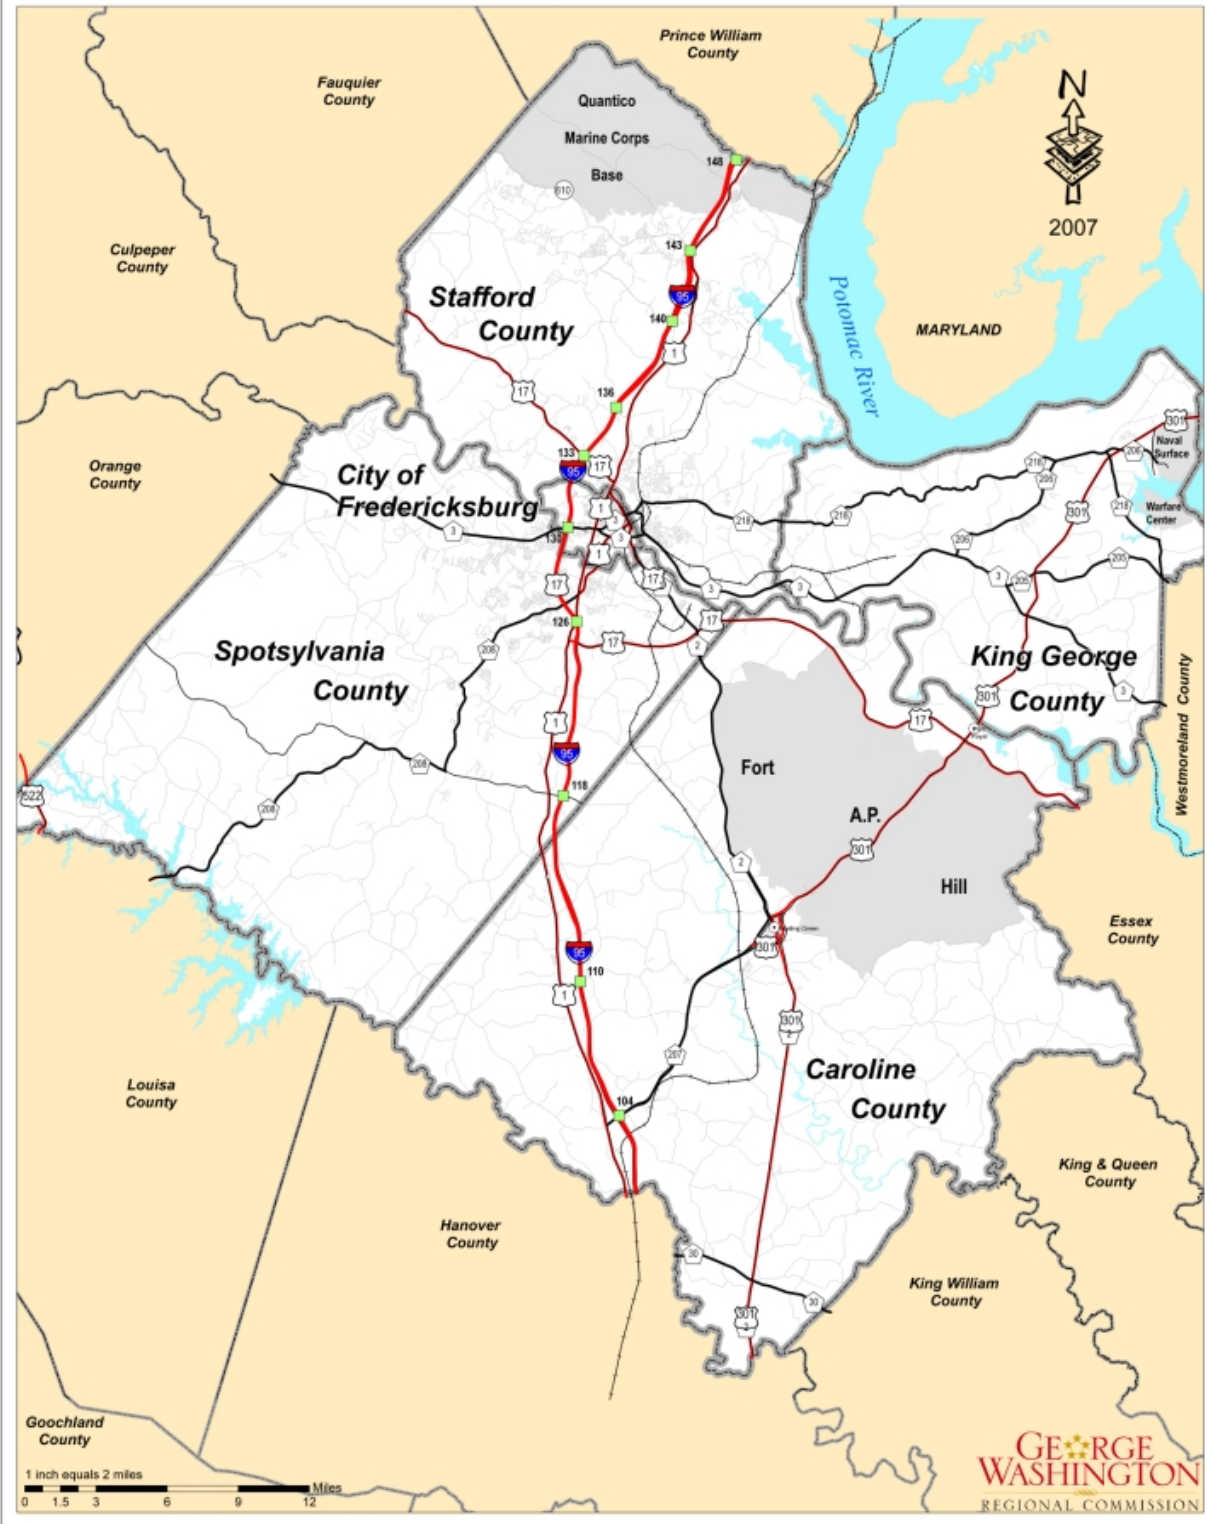 Prince William
County
Fauquier
County
Quantico
Marine Corps
Base
N
2007
148
610
Culpeper
County
143
95
Stafford
County
140
1
MARYLAND
Potomac River
17
136
301
Naval
Surface
Warfare
Center
133
95
17
Orange
County
City of
Fredericksburg
218
206
206
301
218
1
3
218
218
3
130
3
1
206
205
17
17
3
3
3
205
126
17
17
2
208
Spotsylvania
County
King George
County
301
3
Westmoreland County
1
17
95
208
Fort
A.P.
Hill
522
118
208
301
2
Essex
County
301
95
110
1
301
2
207
Caroline
County
Louisa
County
104
King & Queen
County
Hanover
County
30
King William
County
30
301
2
Goochland
County
1 inch equals 2 miles
Miles
0 1.5 3 6 9 12
GEORGE
WASHINGTON
REGIONAL COMMISSION